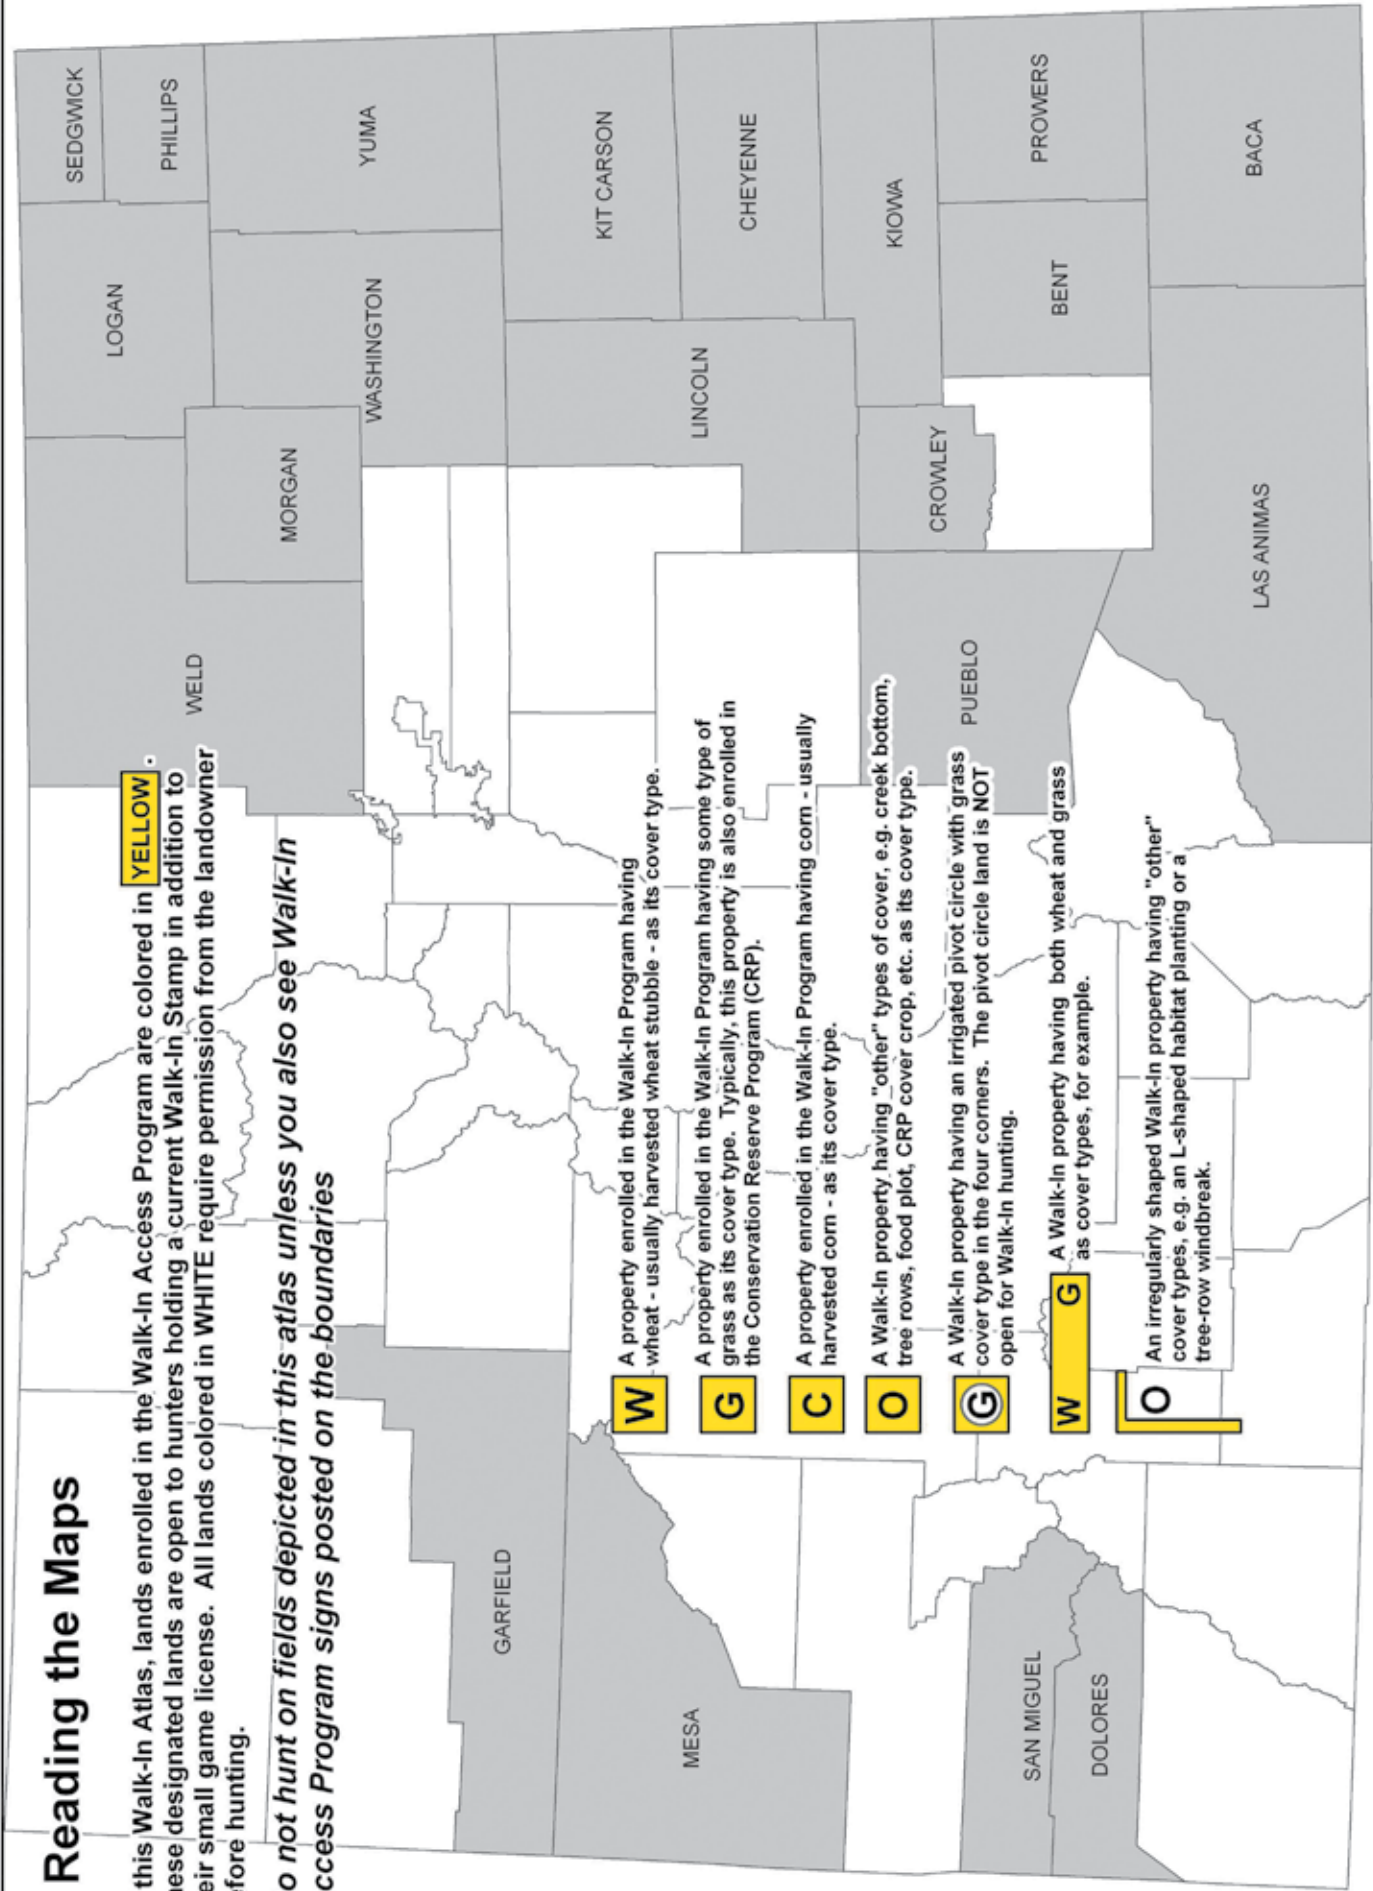 Reading the Maps
this Walk-In Atlas, lands enrolled in the Walk-In Access Program are colored in YELLOW .
nese designated lands are open to hunters holding a current Walk-In Stamp in addition to
eir small game license. All lands colored in WHITE require permission from the landowner
efore hunting.
o not hunt on fields depicted in this atlas unless you also see Walk-In
ccess Program signs posted on the boundaries
W
A property enrolled in the Walk-In Program having
wheat - usually harvested wheat stubble - as its cover type.
G
A property enrolled in the Walk-In Program having some type of
grass as its cover type. Typically, this property is also enrolled in
the Conservation Reserve Program (CRP).
C
A property enrolled in the Walk-In Program having corn - usually
harvested corn - as its cover type.
O
A Walk-In property having "other" types of cover, e.g. creek bottom,
tree rows, food plot, CRP cover crop, etc. as its cover type.
G
A Walk-In property having an irrigated pivot circle with grass
cover type in the four corners. The pivot circle land is NOT
open for Walk-In hunting.
W G
A Walk-In property having both wheat and grass
as cover types, for example.
O
An irregularly shaped Walk-In property having "other"
cover types, e.g. an L-shaped habitat planting or a
tree-row windbreak.
SEDGWICK
LOGAN
PHILLIPS
WELD
MORGAN
WASHINGTON
YUMA
GARFIELD
KIT CARSON
MESA
LINCOLN
CHEYENNE
KIOWA
CROWLEY
PUEBLO
SAN MIGUEL
DOLORES
BENT
PROWERS
LAS ANIMAS
BACA